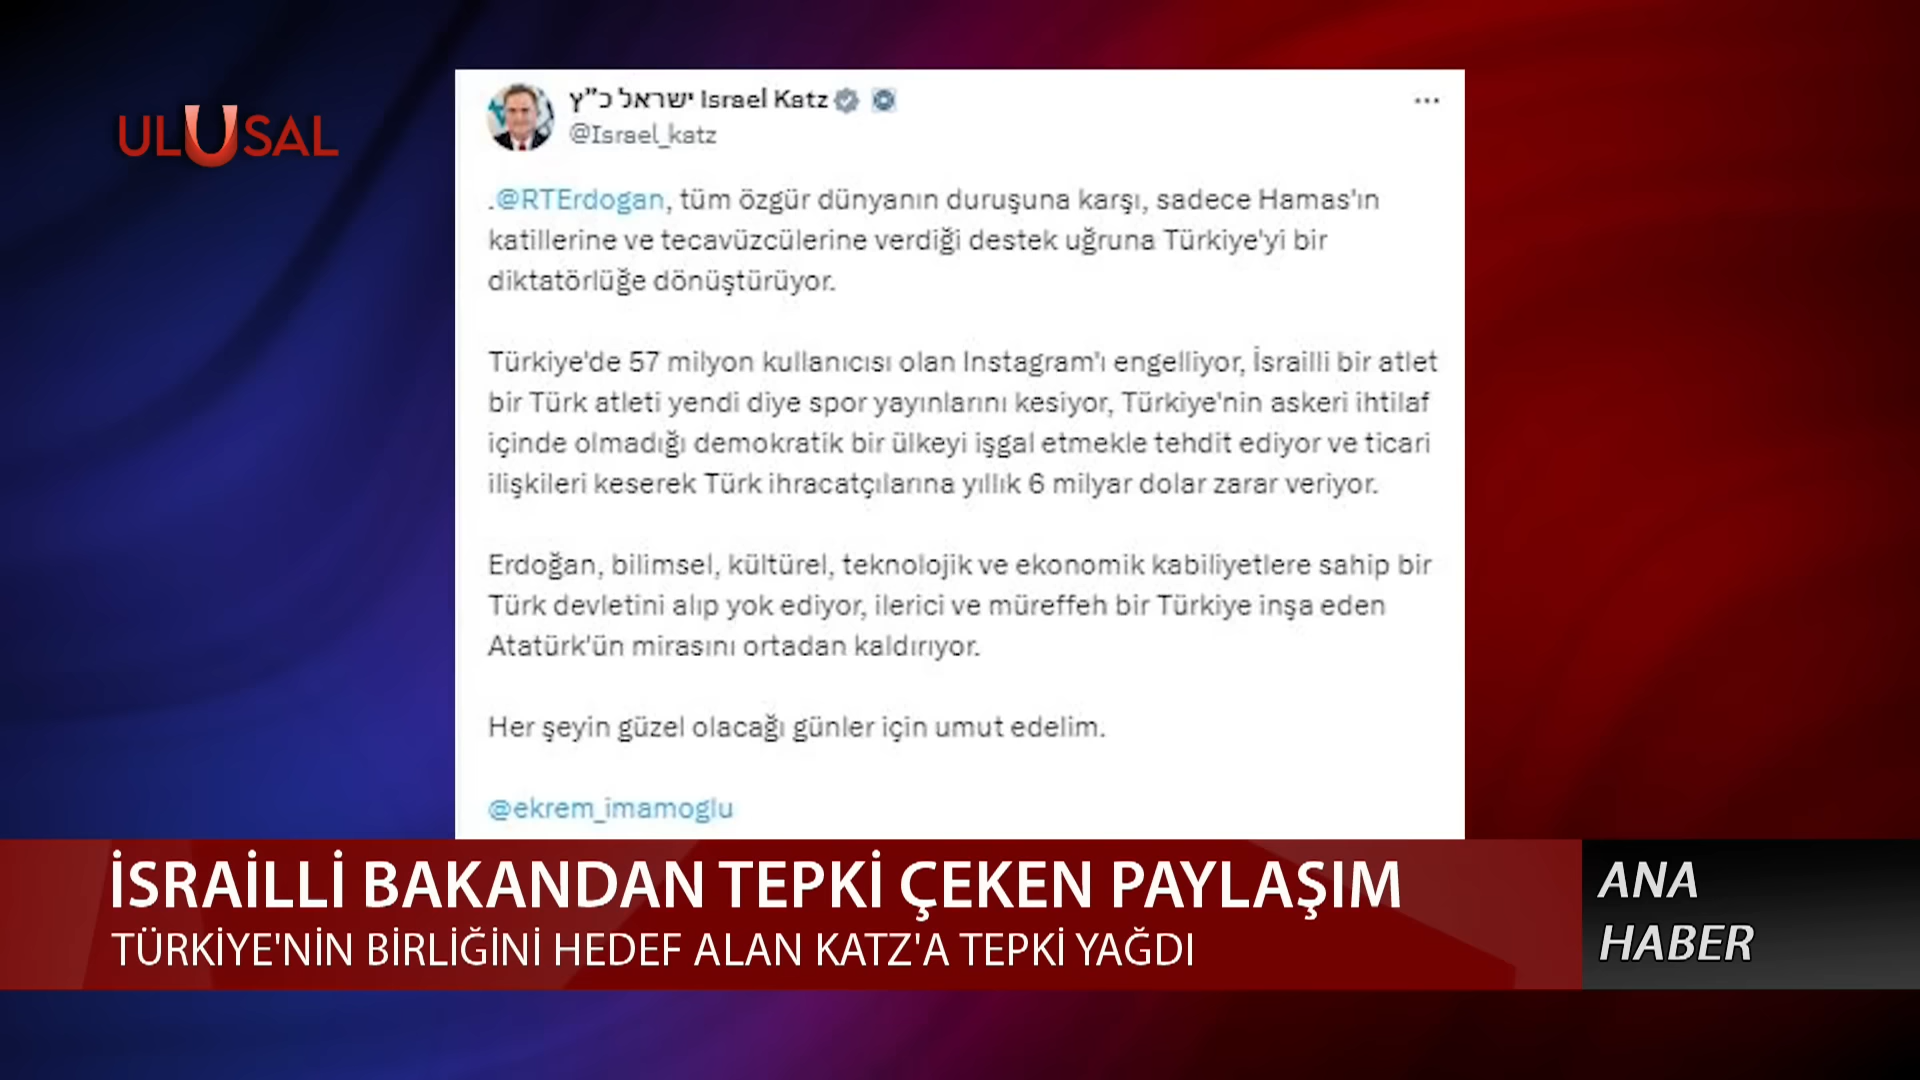 ULUSAL
ישראל כ”ץ Israel Katz
@Israel_katz
.@RTErdogan, tüm özgür dünyanın duruşuna karşı, sadece Hamas'ın
katillerine ve tecavüzcülerine verdiği destek uğruna Türkiye'yi bir
diktatörlüğe dönüştürüyor.
Türkiye'de 57 milyon kullanıcısı olan Instagram'ı engelliyor, İsrailli bir atlet
bir Türk atleti yendi diye spor yayınlarını kesiyor, Türkiye'nin askeri ihtilaf
içinde olmadığı demokratik bir ülkeyi işgal etmekle tehdit ediyor ve ticari
ilişkileri keserek Türk ihracatçılarına yıllık 6 milyar dolar zarar veriyor.
Erdoğan, bilimsel, kültürel, teknolojik ve ekonomik kabiliyetlere sahip bir
Türk devletini alıp yok ediyor, ilerici ve müreffeh bir Türkiye inşa eden
Atatürk'ün mirasını ortadan kaldırıyor.
Her şeyin güzel olacağı günler için umut edelim.
@ekrem_imamoglu
İSRAİLLİ BAKANDAN TEPKİ ÇEKEN PAYLAŞIM
TÜRKİYE'NİN BİRLİĞİNİ HEDEF ALAN KATZ'A TEPKİ YAĞDI
ANA
HABER